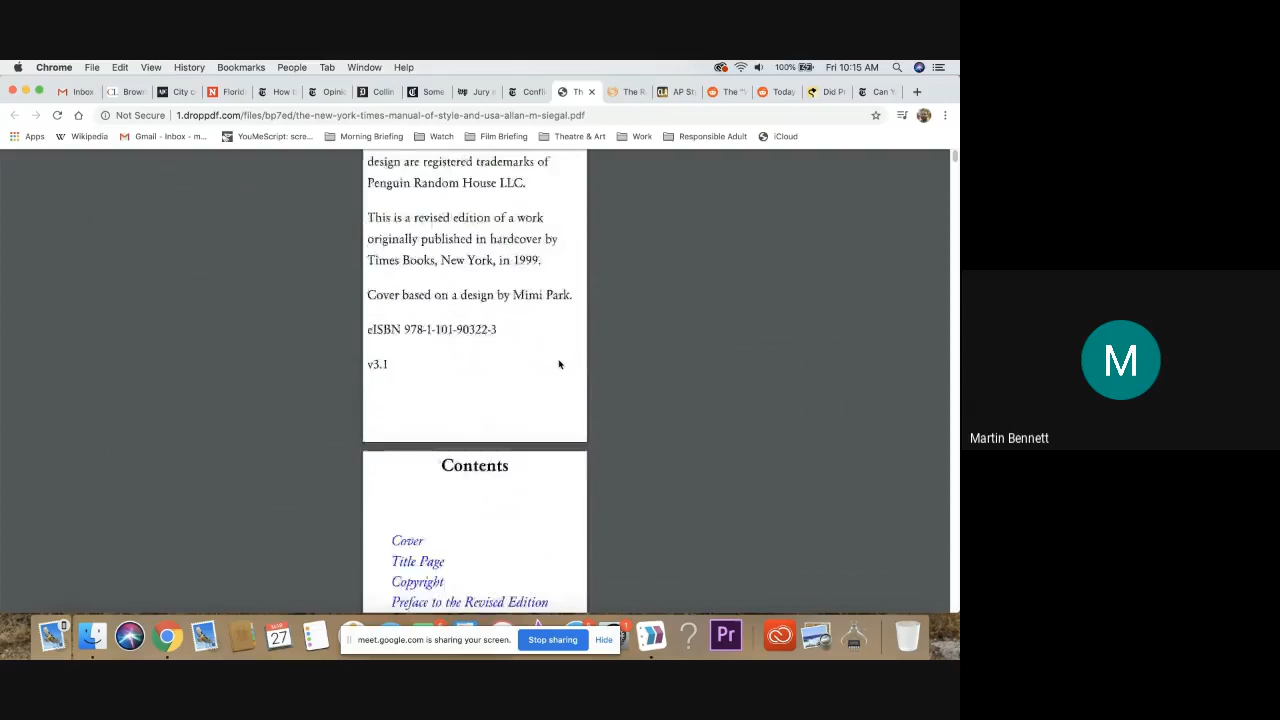 Chrome File Edit View History Bookmarks People Tab Window Help 100% Fri 10:15 AM
Inbox Brown City o Florid How t Opinio Collin Some Jury Confli Th The R AP St The " Today Did P Can Y
Not Secure 1.droppdf.com/files/bp7ed/the-new-york-times-manual-of-style-and-usa-allan-m-siegal.pdf
Apps Wikipedia Gmail - Inbox - m... YouMeScript: scre... Morning Briefing Watch Film Briefing Theatre & Art Work Responsible Adult iCloud
design are registered trademarks of
Penguin Random House LLC.
This is a revised edition of a work
originally published in hardcover by
Times Books, New York, in 1999.
Cover based on a design by Mimi Park.
eISBN 978-1-101-90322-3
v3.1
Contents
Cover
Title Page
Copyright
Preface to the Revised Edition
M
Martin Bennett
27
meet.google.com is sharing your screen. Stop sharing Hide
Pr